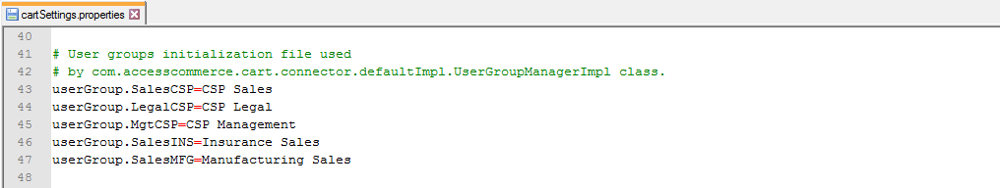 cartSettings.properties
40
41 # User groups initialization file used
42 # by com.accesscommerce.cart.connector.defaultImpl.UserGroupManagerImpl class.
43 userGroup.SalesCSP=CSP Sales
44 userGroup.LegalCSP=CSP Legal
45 userGroup.MgtCSP=CSP Management
46 userGroup.SalesINS=Insurance Sales
47 userGroup.SalesMFG=Manufacturing Sales
48